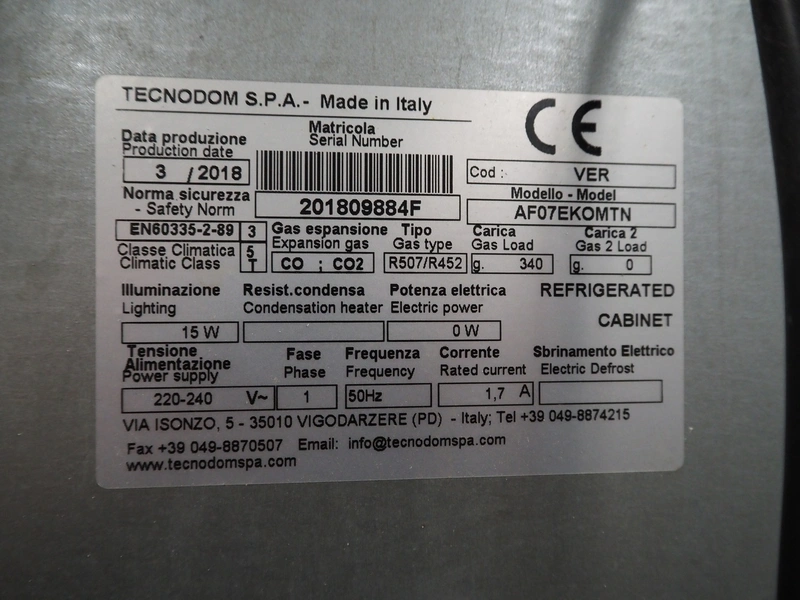 TECNODOM S.P.A.- Made in Italy
CE
Data produzione
Production date
3 / 2018
Matricola
Serial Number
201809884F
Cod : VER
Modello - Model
AF07EKOMTN
Norma sicurezza
- Safety Norm
EN60335-2-89
Classe Climatica
Climatic Class
3
5
T
Gas espansione
Expansion gas
CO ; CO2
Tipo
Gas type
R507/R452
Carica
Gas Load
g. 340
Carica 2
Gas 2 Load
g. 0
Illuminazione
Lighting
15 W
Resist.condensa
Condensation heater
Potenza elettrica
Electric power
0 W
REFRIGERATED
CABINET
Tensione
Alimentazione
Power supply
220-240 V~
Fase
Phase
1
Frequenza
Frequency
50Hz
Corrente
Rated current
1,7 A
Sbrinamento Elettrico
Electric Defrost
VIA ISONZO, 5 - 35010 VIGODARZERE (PD) - Italy; Tel +39 049-8874215
Fax +39 049-8870507 Email: info@tecnodomspa.com
www.tecnodomspa.com